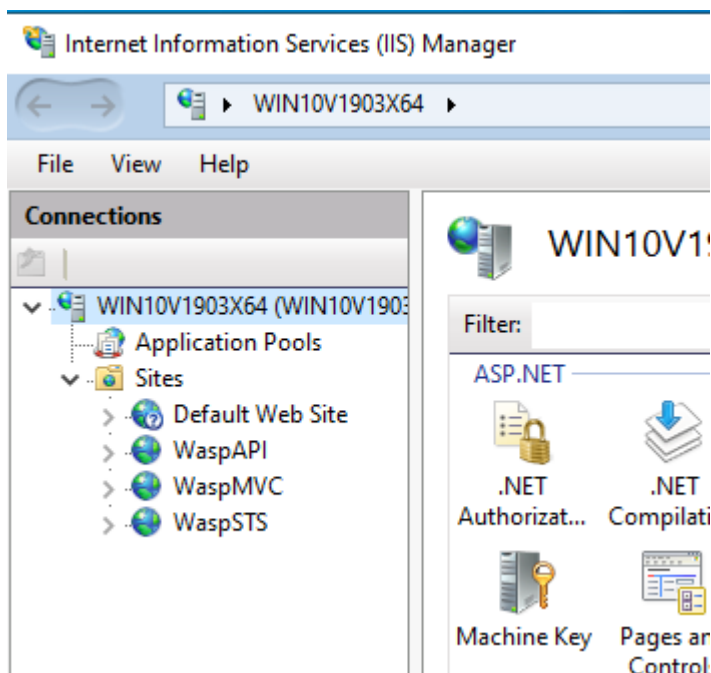 Internet Information Services (IIS) Manager
WIN10V1903X64
File View Help
Connections
WIN10V1903X64 (WIN10V1903
Application Pools
Sites
Default Web Site
WaspAPI
WaspMVC
WaspSTS
WIN10V19
Filter:
ASP.NET
.NET .NET
Authorizat... Compilati
Machine Key Pages an
Control